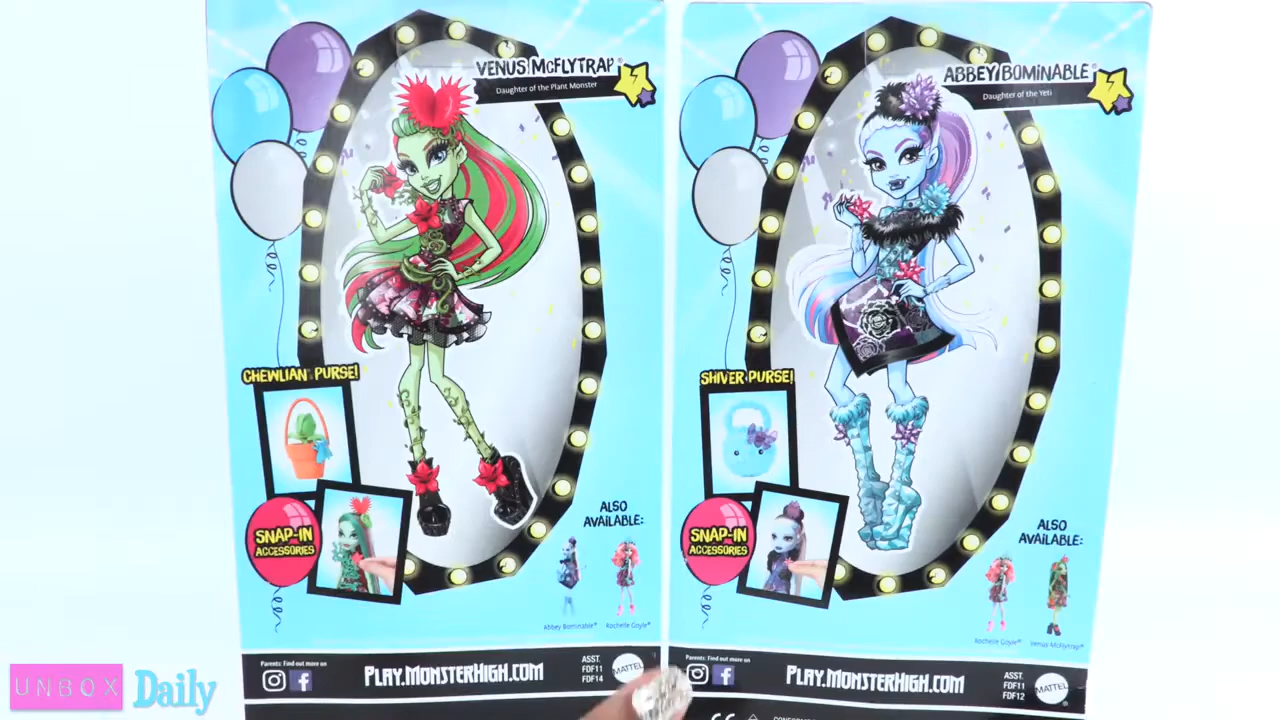 VENUS McFLYTRAP®
Daughter of the Plant Monster
CHEWLIAN PURSE!
SNAP-IN
ACCESSORIES
ALSO
AVAILABLE:
Abbey Bominable®
Rochelle Goyle®
Parents: Find out more on
PLAY.MONSTERHIGH.COM
ASST.
FDF11
FDF14
MATTEL
ABBEY BOMINABLE®
Daughter of the Yeti
SHIVER PURSE!
SNAP-IN
ACCESSORIES
ALSO
AVAILABLE:
Rochelle Goyle®
Venus McFlytrap®
Parents: Find out more on
PLAY.MONSTERHIGH.COM
ASST.
FDF11
FDF12
MATTEL
CE
UNBOX Daily